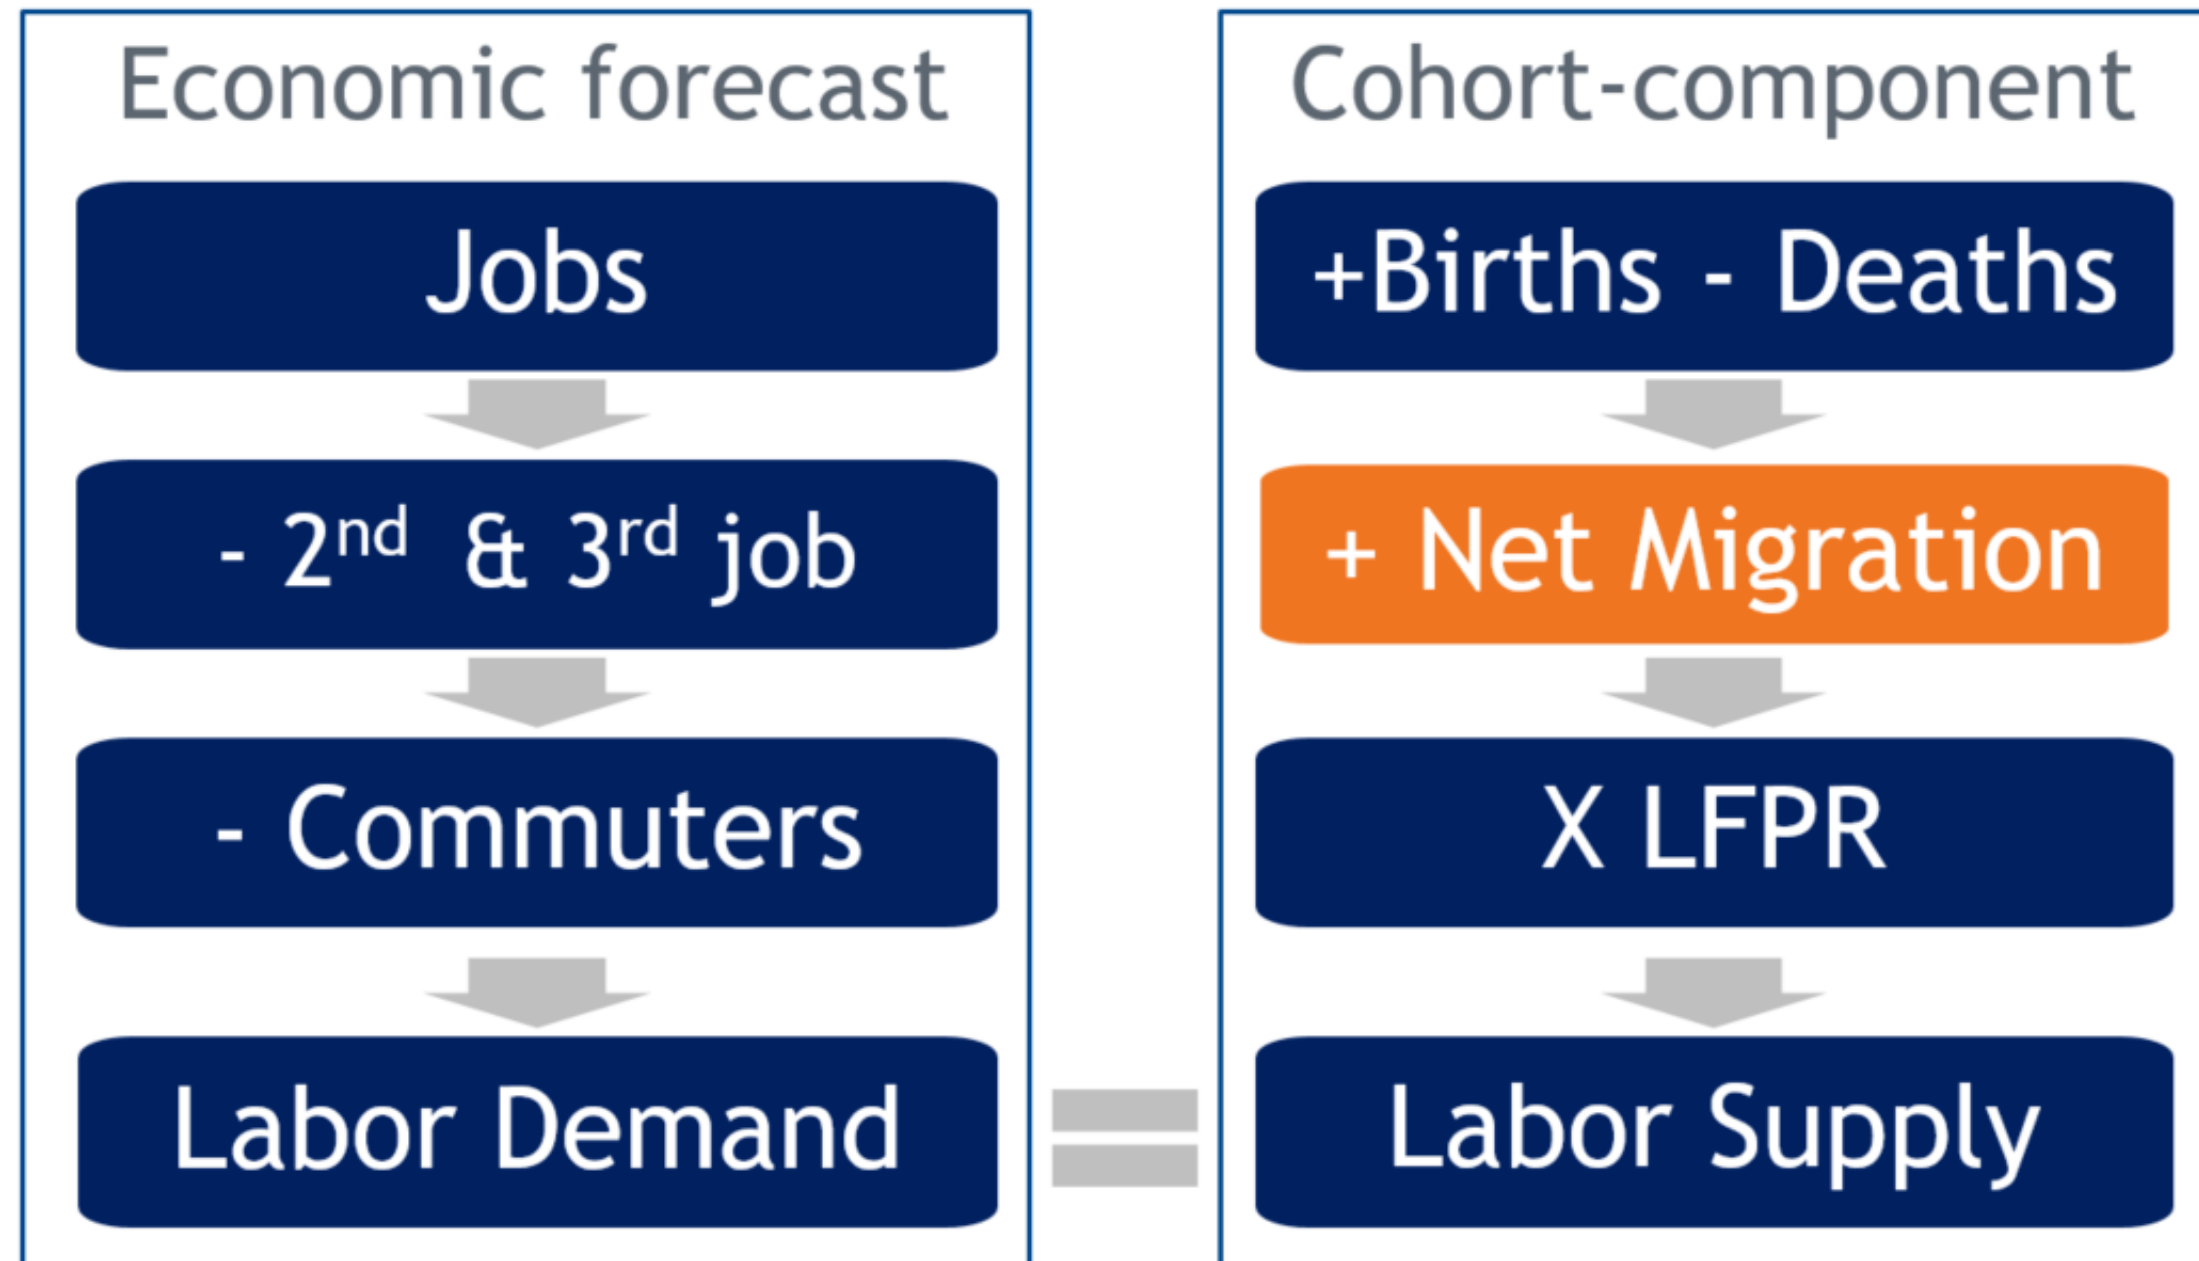 Economic forecast
Jobs
- 2nd & 3rd job
- Commuters
Labor Demand
Cohort-component
+Births - Deaths
+ Net Migration
X LFPR
Labor Supply